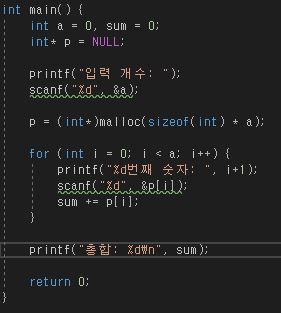 int main() {
int a = 0, sum = 0;
int* p = NULL;
printf("입력 개수: ");
scanf("%d", &a);
p = (int*)malloc(sizeof(int) * a);
for (int i = 0; i < a; i++) {
printf("%d번째 숫자: ", i+1);
scanf("%d", &p[i]);
sum += p[i];
}
printf("총합: %d₩n", sum);
return 0;
}